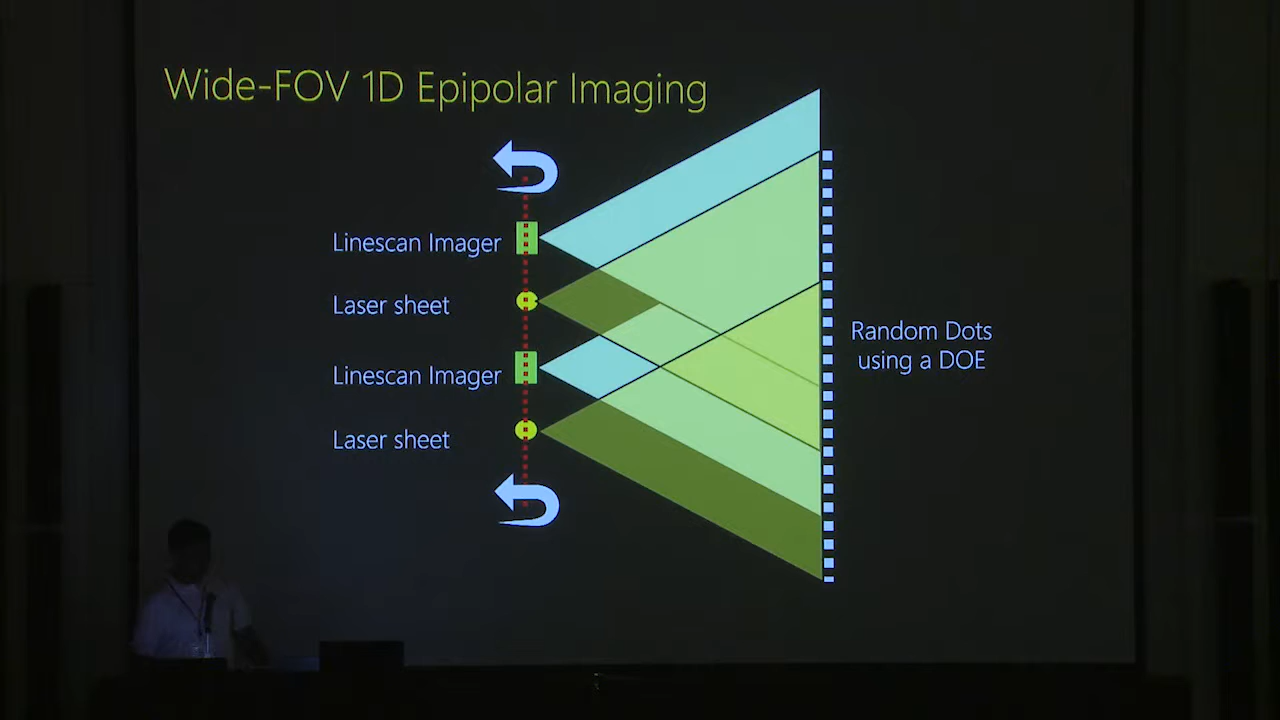 Wide-FOV 1D Epipolar Imaging
Linescan Imager
Laser sheet
Linescan Imager
Laser sheet
Random Dots
using a DOE